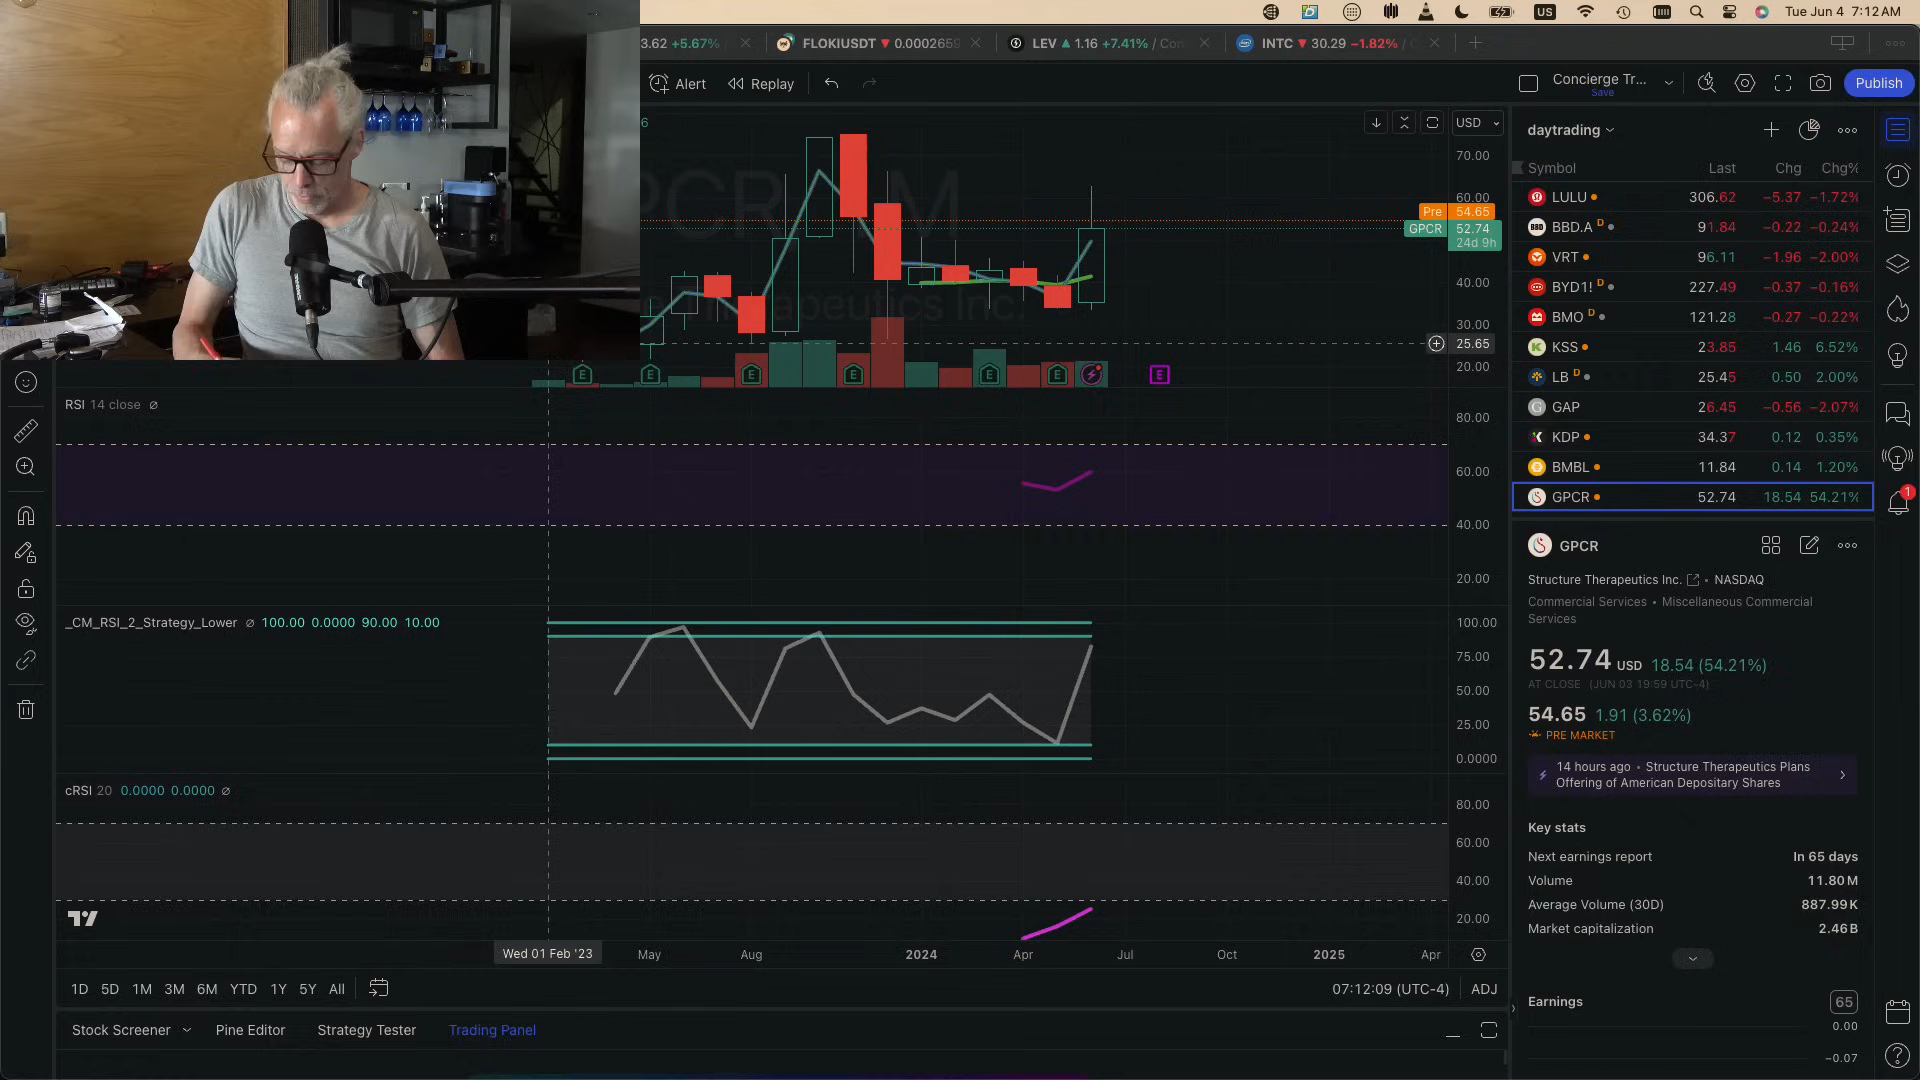 US
Tue Jun 4 7:12 AM
3.62 +5.67%
FLOKIUSDT 0.0002659
LEV 1.16 +7.41% / Con
INTC 30.29 −1.82% / C
Alert
Replay
Concierge Tr...
Save
Publish
USD
70.00
60.00
Pre 54.65
GPCR 52.74
24d 9h
40.00
30.00
25.65
20.00
E
E
E
E
E
E
E
RSI 14 close
80.00
60.00
40.00
20.00
_CM_RSI_2_Strategy_Lower 100.00 0.0000 90.00 10.00
100.00
75.00
50.00
25.00
0.0000
cRSI 20 0.0000 0.0000
80.00
60.00
40.00
20.00
Wed 01 Feb '23
May
Aug
2024
Apr
Jul
Oct
2025
Apr
1D 5D 1M 3M 6M YTD 1Y 5Y All
07:12:09 (UTC-4)
ADJ
Stock Screener
Pine Editor
Strategy Tester
Trading Panel
daytrading
Symbol Last Chg Chg%
LULU 306.62 −5.37 −1.72%
BBD.A D 91.84 −0.22 −0.24%
VRT 96.11 −1.96 −2.00%
BYD1! D 227.49 −0.37 −0.16%
BMO D 121.28 −0.27 −0.22%
KSS 23.85 1.46 6.52%
LB D 25.45 0.50 2.00%
GAP 26.45 −0.56 −2.07%
KDP 34.37 0.12 0.35%
BMBL 11.84 0.14 1.20%
GPCR 52.74 18.54 54.21%
1
GPCR
Structure Therapeutics Inc. • NASDAQ
Commercial Services • Miscellaneous Commercial
Services
52.74 USD 18.54 (54.21%)
AT CLOSE (JUN 03 19:59 UTC-4)
54.65 1.91 (3.62%)
PRE MARKET
14 hours ago • Structure Therapeutics Plans
Offering of American Depositary Shares
Key stats
Next earnings report In 65 days
Volume 11.80M
Average Volume (30D) 887.99K
Market capitalization 2.46B
Earnings 65
0.00
−0.07